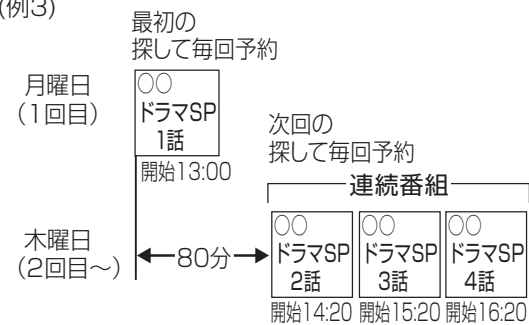 (例3)
最初の
探して毎回予約
月曜日
(1回目)
○○
ドラマSP
1話
開始13:00
次回の
探して毎回予約
連続番組
木曜日
(2回目~)
80分
○○
ドラマSP
2話
開始14:20
○○
ドラマSP
3話
開始15:20
○○
ドラマSP
4話
開始16:20